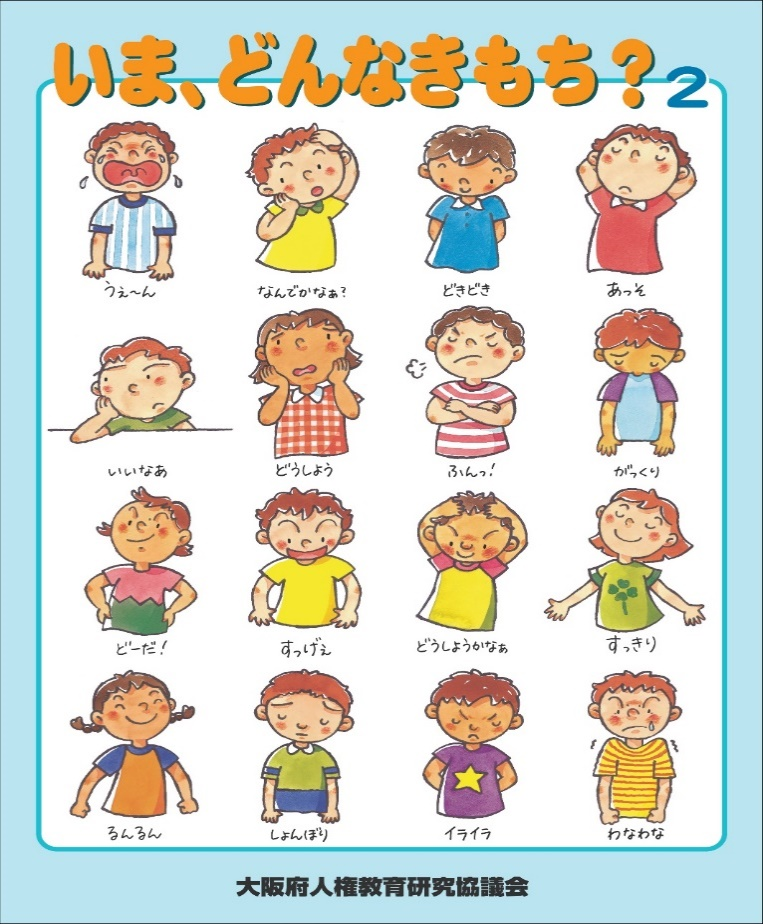 いま、どんなきもち？2
うぇ〜ん
なんでかなぁ？
どきどき
あっそ
いいなあ
どうしよう
ふんっ！
がっくり
どーだ！
すっげぇ
どうしようかなぁ
すっきり
るんるん
しょんぼり
イライラ
わなわな
大阪府人権教育研究協議会